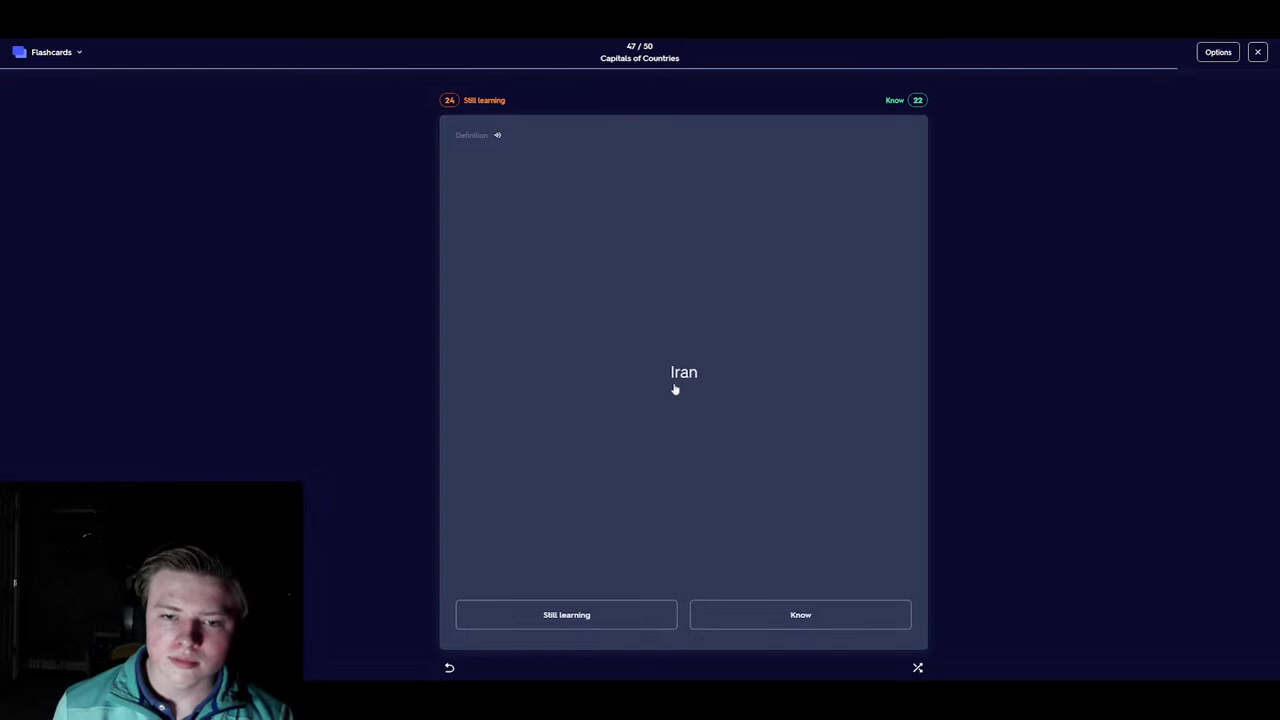 Flashcards
47 / 50
Capitals of Countries
Options
24 Still learning
Know 22
Definition
Iran
Still learning
Know